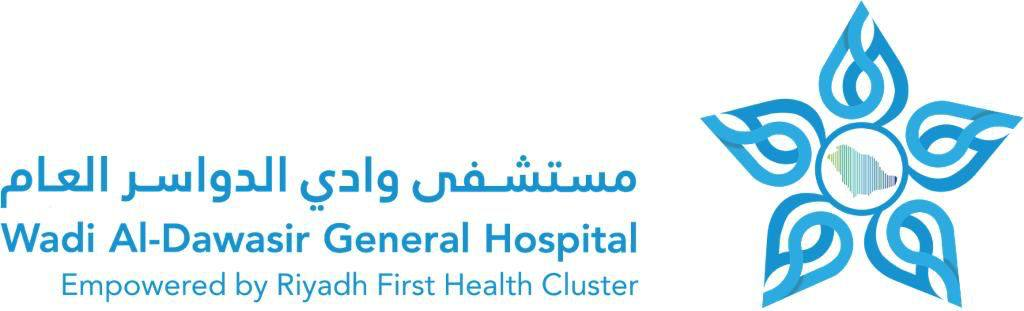 مستشفى وادي الدواسر العام
Wadi Al-Dawasir General Hospital
Empowered by Riyadh First Health Cluster